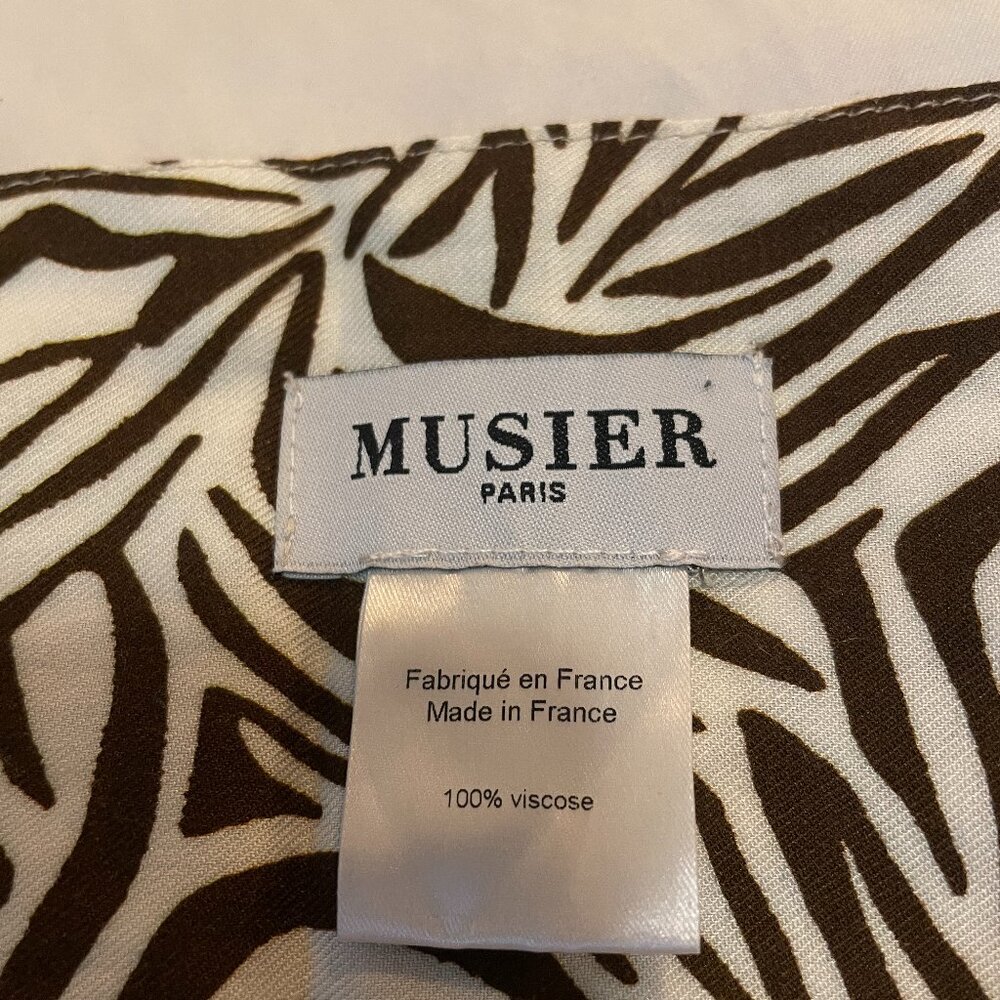 MUSIER
PARIS
Fabriqué en France
Made in France
100% viscose